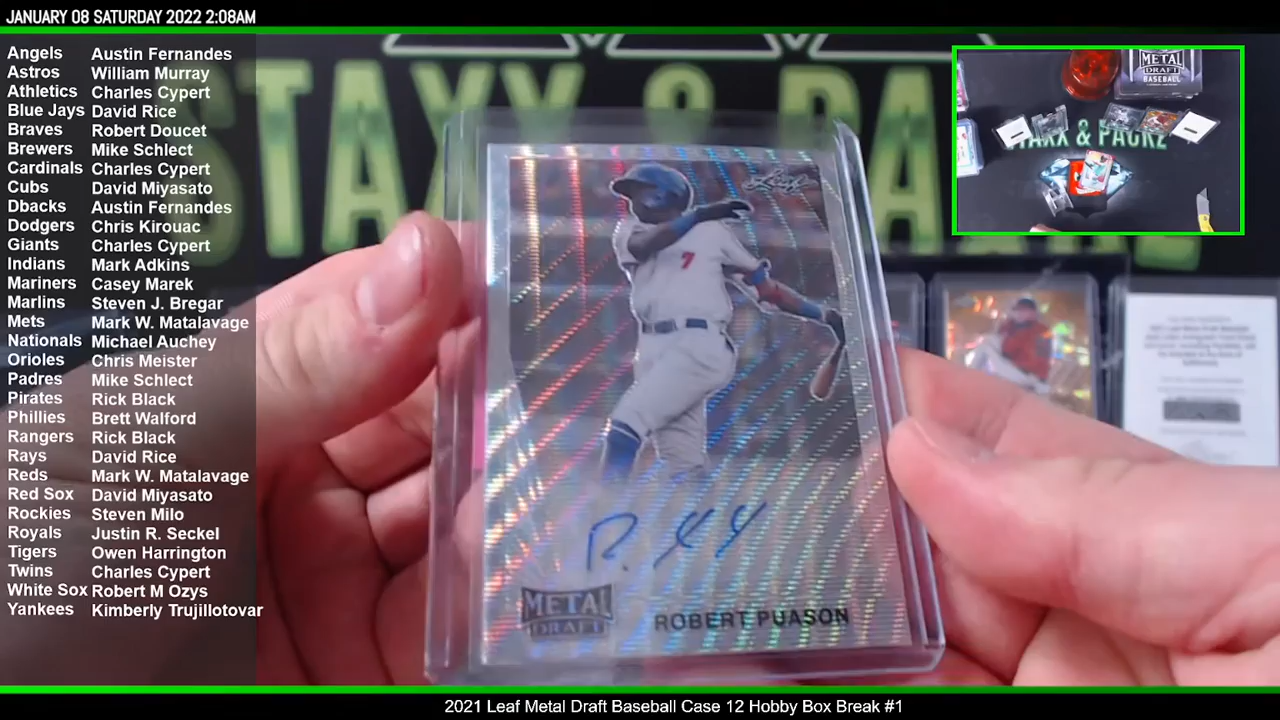 JANUARY 08 SATURDAY 2022 2:08AM
Angels Austin Fernandes
Astros William Murray
Athletics Charles Cypert
Blue Jays David Rice
Braves Robert Doucet
Brewers Mike Schlect
Cardinals Charles Cypert
Cubs David Miyasato
Dbacks Austin Fernandes
Dodgers Chris Kirouac
Giants Charles Cypert
Indians Mark Adkins
Mariners Casey Marek
Marlins Steven J. Bregar
Mets Mark W. Matalavage
Nationals Michael Auchey
Orioles Chris Meister
Padres Mike Schlect
Pirates Rick Black
Phillies Brett Walford
Rangers Rick Black
Rays David Rice
Reds Mark W. Matalavage
Red Sox David Miyasato
Rockies Steven Milo
Royals Justin R. Seckel
Tigers Owen Harrington
Twins Charles Cypert
White Sox Robert M Ozys
Yankees Kimberly Trujillotovar
STAXX & PACKZ
Leaf
7
METAL
DRAFT
ROBERT PUASON
METAL
DRAFT
BASEBALL
STAXX & PACKZ
2021 Leaf Metal Draft Baseball Case 12 Hobby Box Break #1